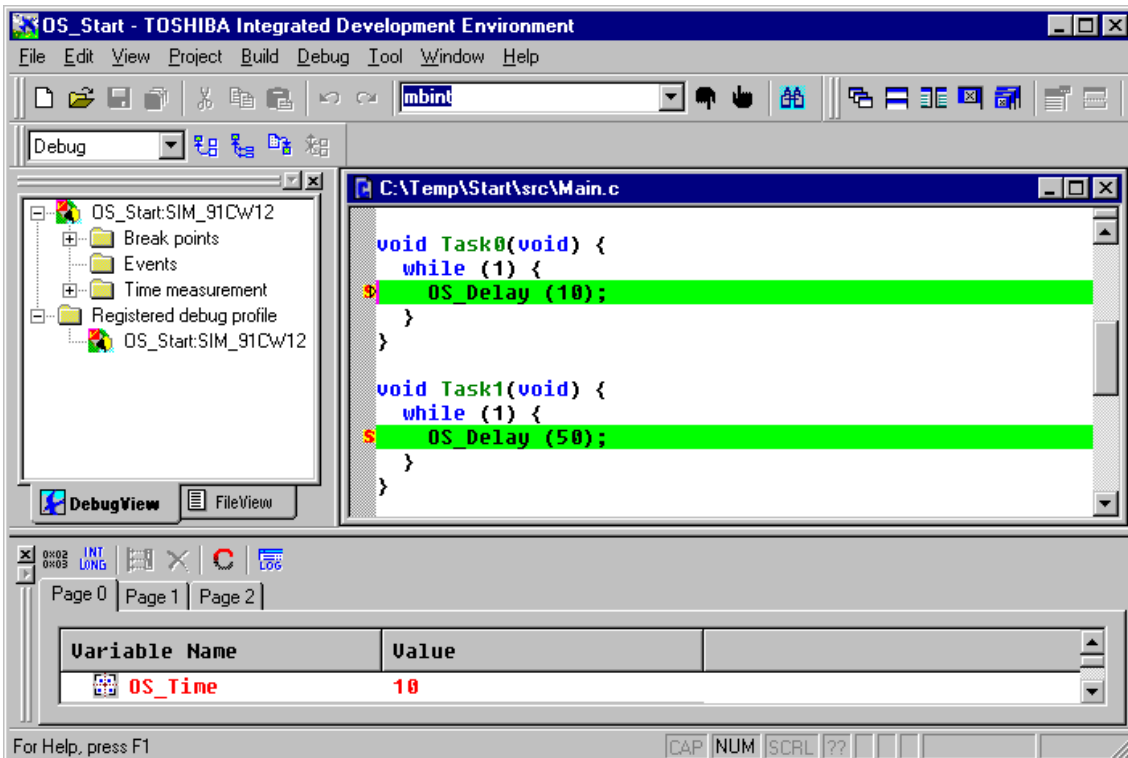 OS_Start - TOSHIBA Integrated Development Environment
File Edit View Project Build Debug Tool Window Help
mbint
Debug
OS_Start:SIM_91CW12
Break points
Events
Time measurement
Registered debug profile
OS_Start:SIM_91CW12
DebugView FileView
C:\Temp\Start\src\Main.c
void Task0(void) {
while (1) {
OS_Delay (10);
}
}
void Task1(void) {
while (1) {
OS_Delay (50);
}
}
0x02
0x03
INT
LONG
LOG
Page 0 Page 1 Page 2
Variable Name Value
OS_Time 10
For Help, press F1 CAP NUM SCRL ??